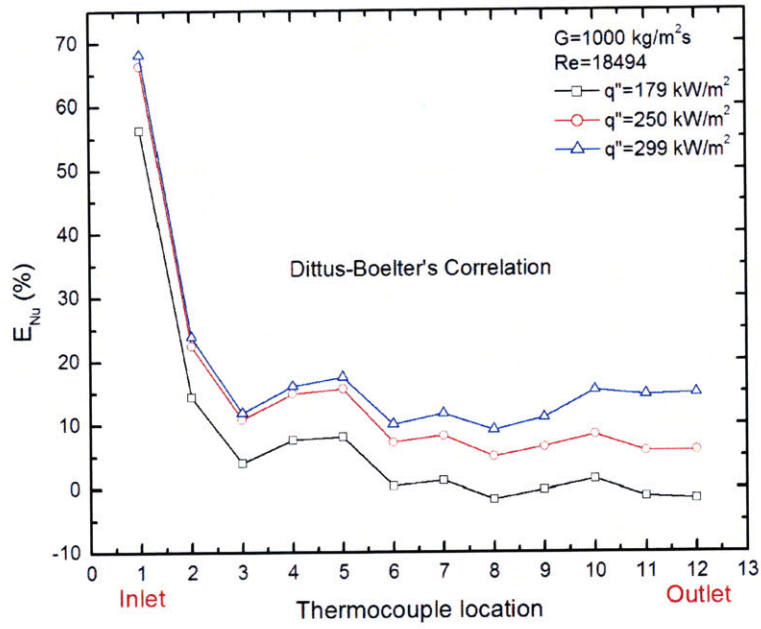 G=1000 kg/m²s
Re=18494
q"=179 kW/m²
q"=250 kW/m²
q"=299 kW/m²
Dittus-Boelter's Correlation
E_Nu (%)
70
60
50
40
30
20
10
0
-10
0 1 2 3 4 5 6 7 8 9 10 11 12 13
Inlet Outlet
Thermocouple location